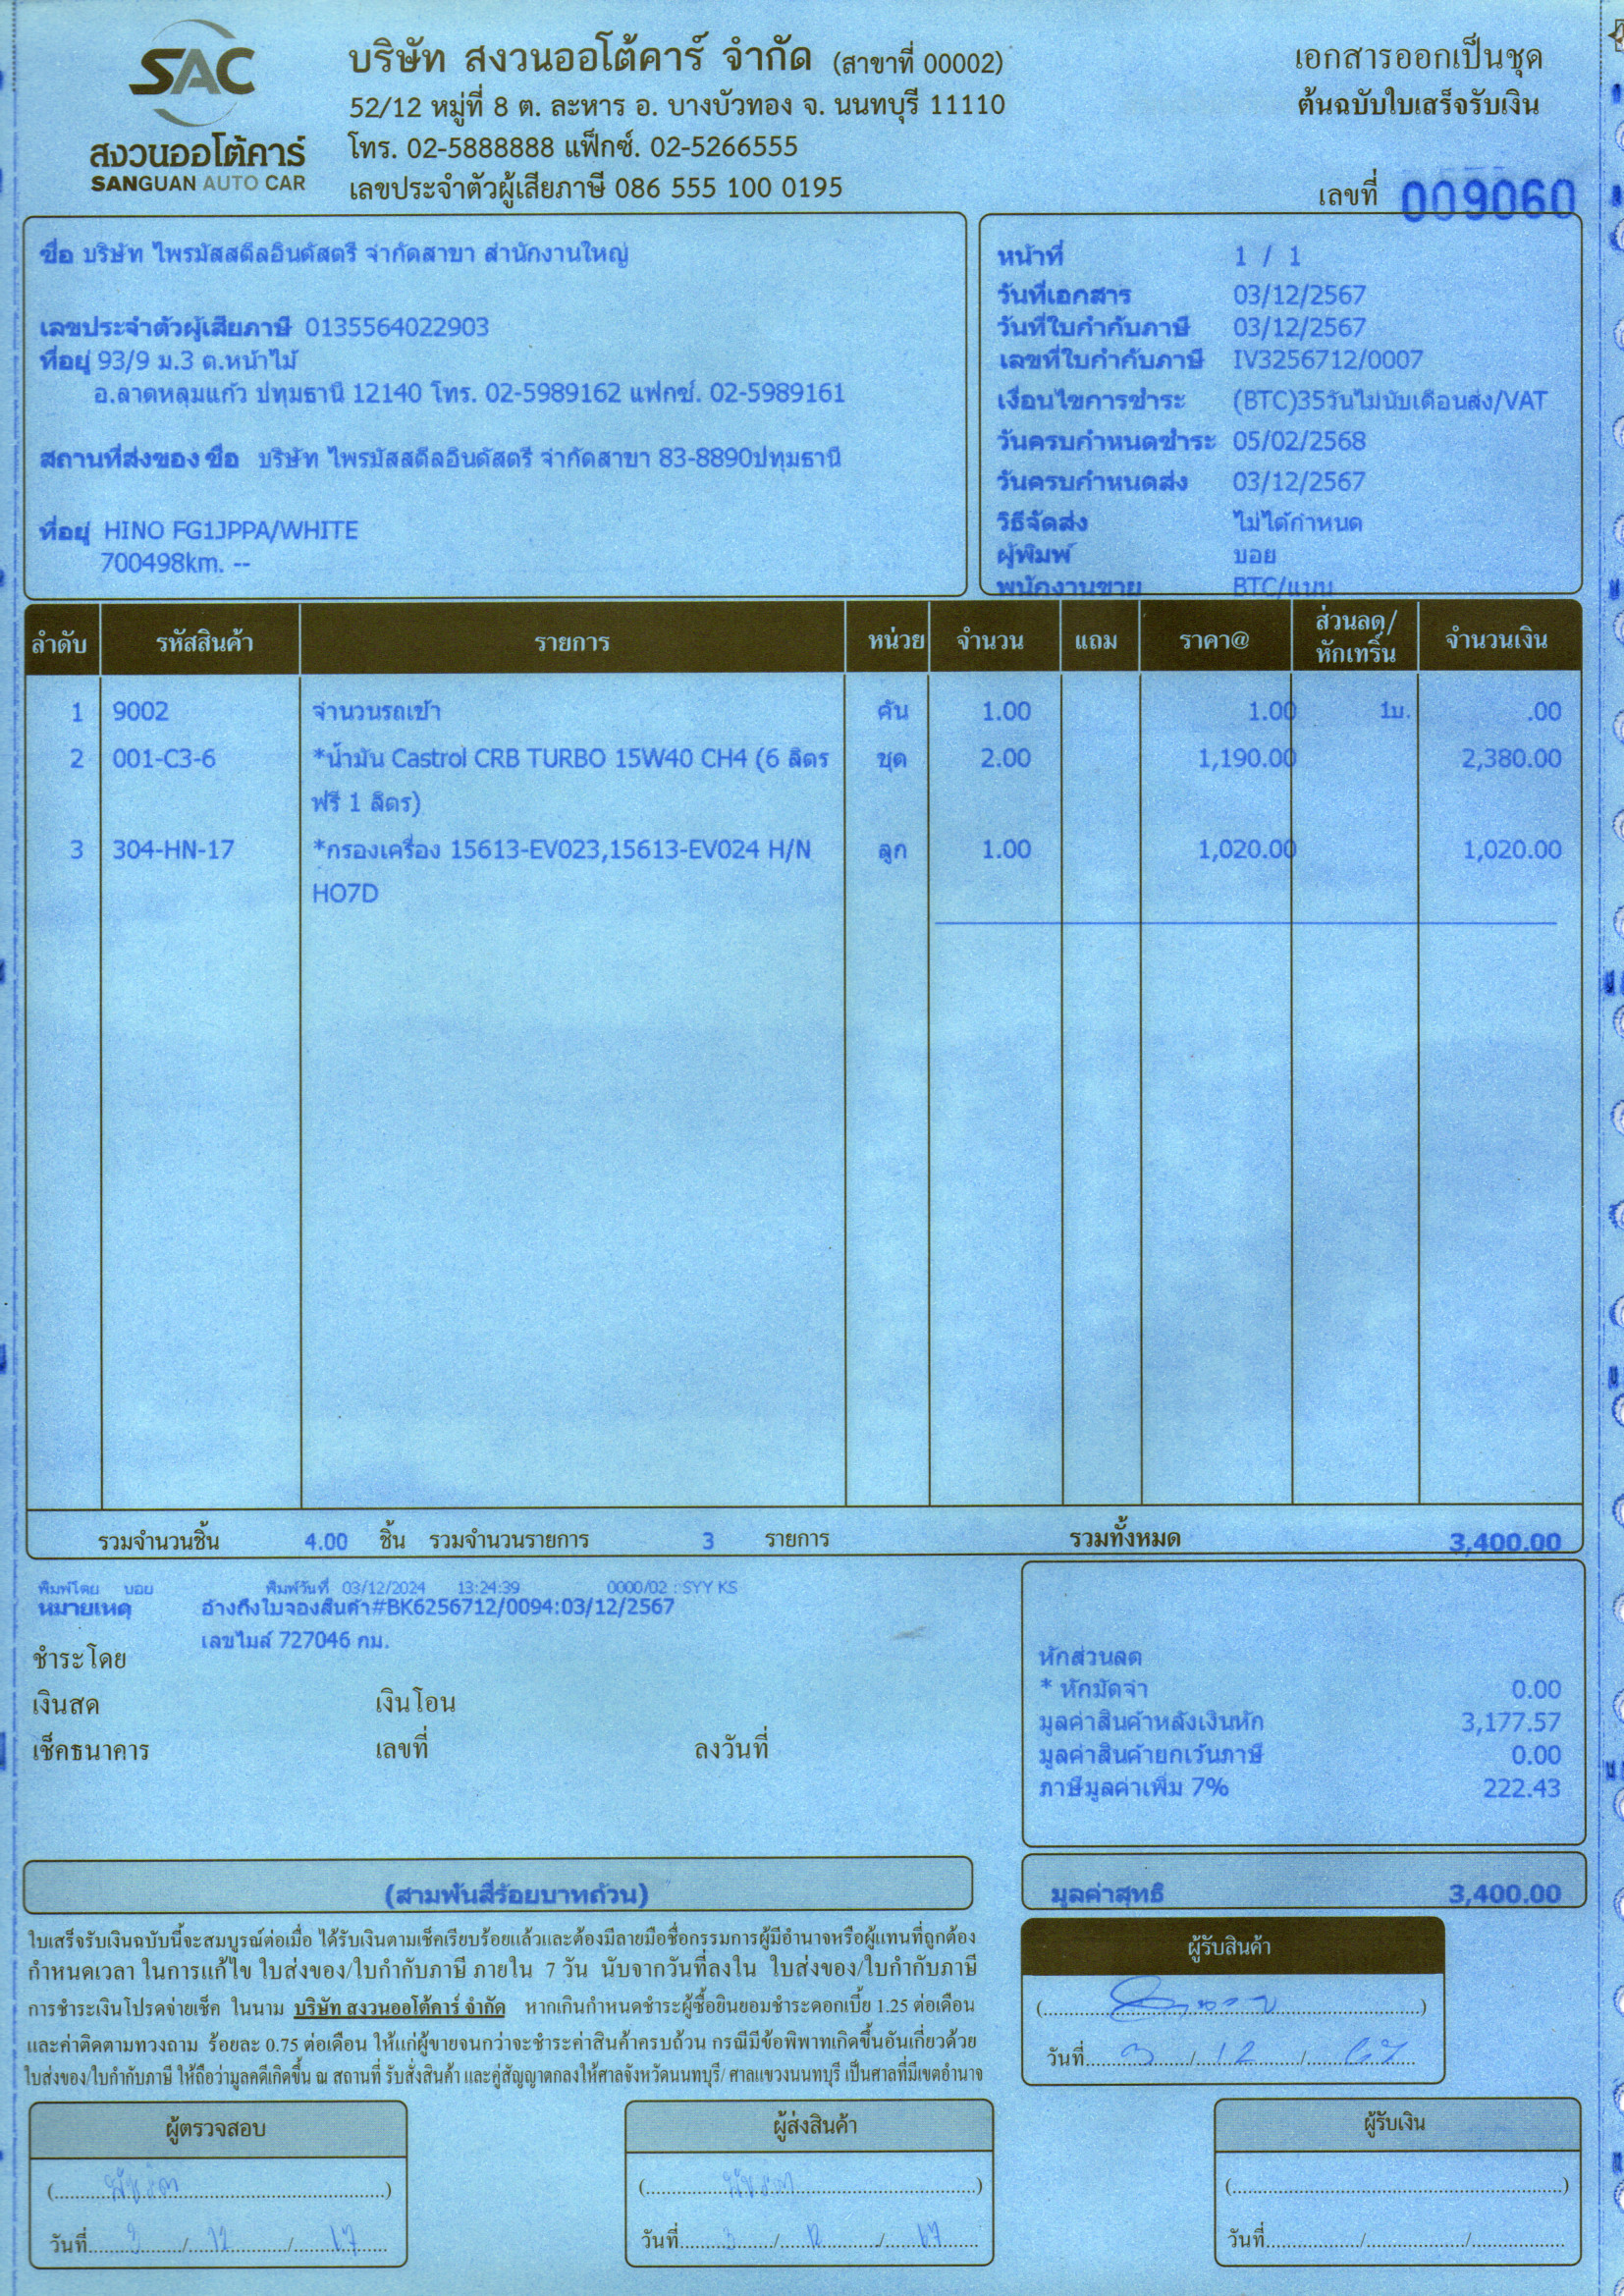 SAC
สงวนออโต้คาร์
SANGUAN AUTO CAR
บริษัท สงวนออโต้คาร์ จำกัด (สาขาที่ 00002)
52/12 หมู่ที่ 8 ต. ละหาร อ. บางบัวทอง จ. นนทบุรี 11110
โทร. 02-5888888 แฟ็กซ์. 02-5266555
เลขประจำตัวผู้เสียภาษี 086 555 100 0195
เอกสารออกเป็นชุด
ต้นฉบับใบเสร็จรับเงิน
เลขที่ 009060
ชื่อ บริษัท ไพรมัสสตีลอินดัสตรี จำกัดสาขา สำนักงานใหญ่
เลขประจำตัวผู้เสียภาษี 0135564022903
ที่อยู่ 93/9 ม.3 ต.หน้าไม้
อ.ลาดหลุมแก้ว ปทุมธานี 12140 โทร. 02-5989162 แฟกซ์. 02-5989161
สถานที่ส่งของ ชื่อ บริษัท ไพรมัสสตีลอินดัสตรี จำกัดสาขา 83-8890ปทุมธานี
ที่อยู่ HINO FG1JPPA/WHITE
700498km. --
หน้าที่ 1 / 1
วันที่เอกสาร 03/12/2567
วันที่ใบกำกับภาษี 03/12/2567
เลขที่ใบกำกับภาษี IV3256712/0007
เงื่อนไขการชำระ (BTC)35วันไม่นับเดือนส่ง/VAT
วันครบกำหนดชำระ 05/02/2568
วันครบกำหนดส่ง 03/12/2567
วิธีจัดส่ง ไม่ได้กำหนด
ผู้พิมพ์ บอย
พนักงานขาย BTC/แบน
ลำดับ รหัสสินค้า รายการ หน่วย จำนวน แถม ราคา@ ส่วนลด/หักเทริ์น จำนวนเงิน
1 9002 จำนวนรถเข้า คัน 1.00 1.00 1บ. .00
2 001-C3-6 *น้ำมัน Castrol CRB TURBO 15W40 CH4 (6 ลิตร ชุด 2.00 1,190.00 2,380.00
ฟรี 1 ลิตร)
3 304-HN-17 *กรองเครื่อง 15613-EV023,15613-EV024 H/N ลูก 1.00 1,020.00 1,020.00
HO7D
รวมจำนวนชิ้น 4.00 ชิ้น รวมจำนวนรายการ 3 รายการ รวมทั้งหมด 3,400.00
พิมพ์โดย บอย พิมพ์วันที่ 03/12/2024 13:24:39 0000/02 : SYY KS
หมายเหตุ อ้างถึงใบจองสินค้า#BK6256712/0094:03/12/2567
เลขไมล์ 727046 กม.
ชำระโดย
เงินสด เงินโอน
เช็คธนาคาร เลขที่ ลงวันที่
หักส่วนลด
* หักมัดจำ 0.00
มูลค่าสินค้าหลังเงินหัก 3,177.57
มูลค่าสินค้ายกเว้นภาษี 0.00
ภาษีมูลค่าเพิ่ม 7% 222.43
(สามพันสี่ร้อยบาทถ้วน)
มูลค่าสุทธิ 3,400.00
ใบเสร็จรับเงินฉบับนี้จะสมบูรณ์ต่อเมื่อ ได้รับเงินตามเช็คเรียบร้อยแล้วและต้องมีลายมือชื่อกรรมการผู้มีอำนาจหรือผู้แทนที่ถูกต้อง
กำหนดเวลา ในการแก้ไข ใบส่งของ/ใบกำกับภาษี ภายใน 7 วัน นับจากวันที่ลงใน ใบส่งของ/ใบกำกับภาษี
การชำระเงินโปรดจ่ายเช็ค ในนาม บริษัท สงวนออโต้คาร์ จำกัด หากเกินกำหนดชำระผู้ซื้อยินยอมชำระดอกเบี้ย 1.25 ต่อเดือน
และค่าติดตามทวงถาม ร้อยละ 0.75 ต่อเดือน ให้แก่ผู้ขายจนกว่าจะชำระค่าสินค้าครบถ้วน กรณีมีข้อพิพาทเกิดขึ้นอันเกี่ยวด้วย
ใบส่งของ/ใบกำกับภาษี ให้ถือว่ามูลคดีเกิดขึ้น ณ สถานที่ รับสั่งสินค้า และคู่สัญญาตกลงให้ศาลจังหวัดนนทบุรี/ ศาลแขวงนนทบุรี เป็นศาลที่มีเขตอำนาจ
ผู้รับสินค้า
วันที่ 3 / 12 / 67
ผู้ตรวจสอบ
วันที่ 3 / 12 / 67
ผู้ส่งสินค้า
วันที่ 3 / 12 / 67
ผู้รับเงิน
วันที่ / /